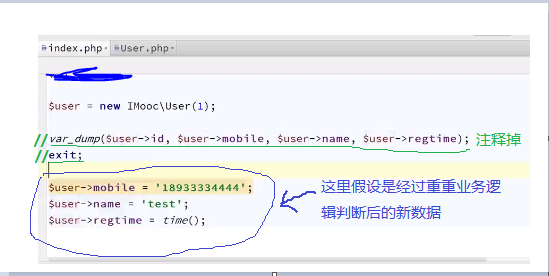 index.php
User.php
$user = new IMooc\User(1);
//var_dump($user->id, $user->mobile, $user->name, $user->regtime); 注释掉
//exit;
$user->mobile = '18933334444';
$user->name = 'test';
$user->regtime = time();
这里假设是经过重重业务逻
辑判断后的新数据